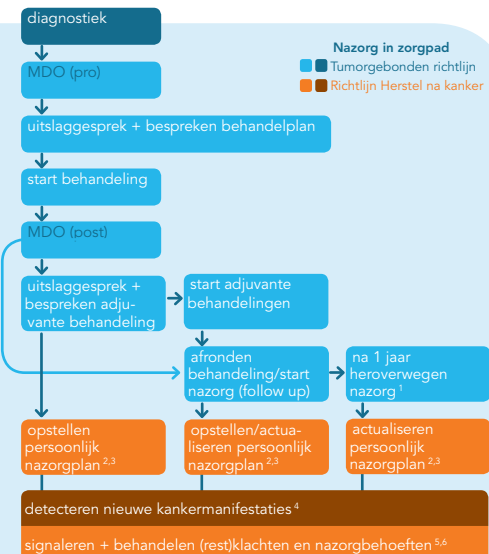 diagnostiek
Nazorg in zorgpad
Tumorgebonden richtlijn
Richtlijn Herstel na kanker
MDO (pro)
uitslaggesprek + bespreken behandelplan
start behandeling
MDO (post)
uitslaggesprek +
bespreken adju-
vante behandeling
start adjuvante
behandelingen
afronden
behandeling/start
nazorg (follow up)
na 1 jaar
heroverwegen
nazorg 1
opstellen
persoonlijk
nazorgplan 2,3
opstellen/actua-
liseren persoonlijk
nazorgplan 2,3
actualiseren
persoonlijk
nazorgplan 2,3
detecteren nieuwe kankermanifestaties 4
signaleren + behandelen (rest)klachten en nazorgbehoeften 5,6